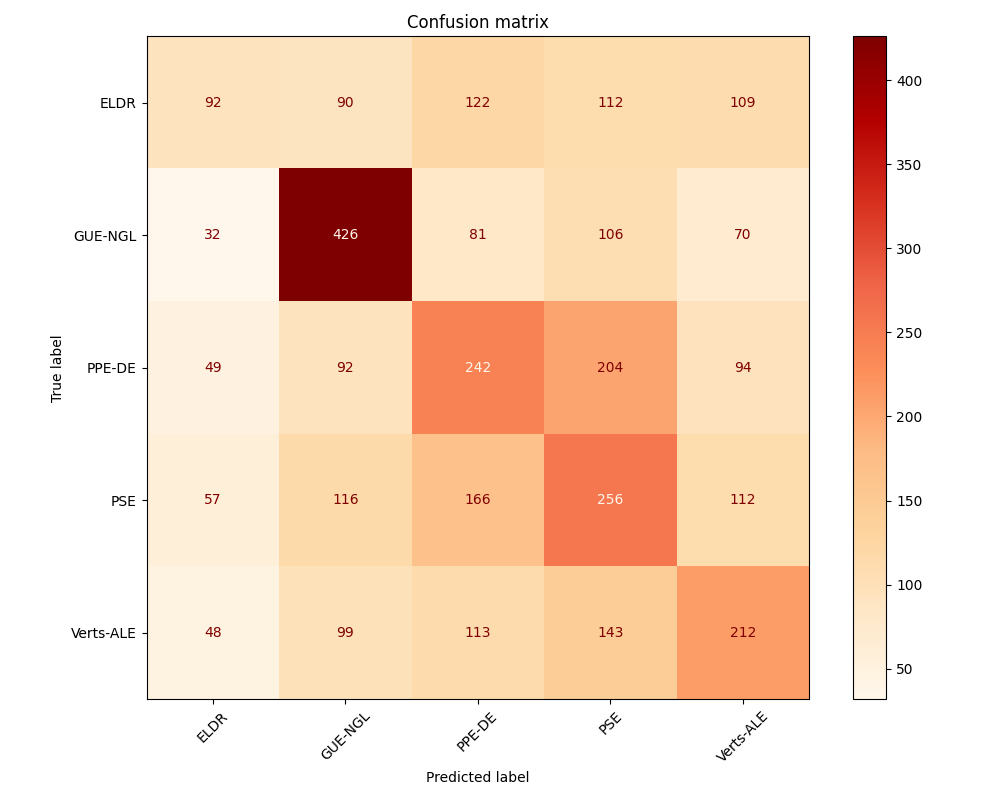 Confusion matrix
ELDR 92 90 122 112 109
400
350
GUE-NGL 32 426 81 106 70
300
250
True label
PPE-DE 49 92 242 204 94
200
150
PSE 57 116 166 256 112
100
Verts-ALE 48 99 113 143 212
50
ELDR GUE-NGL PPE-DE PSE Verts-ALE
Predicted label